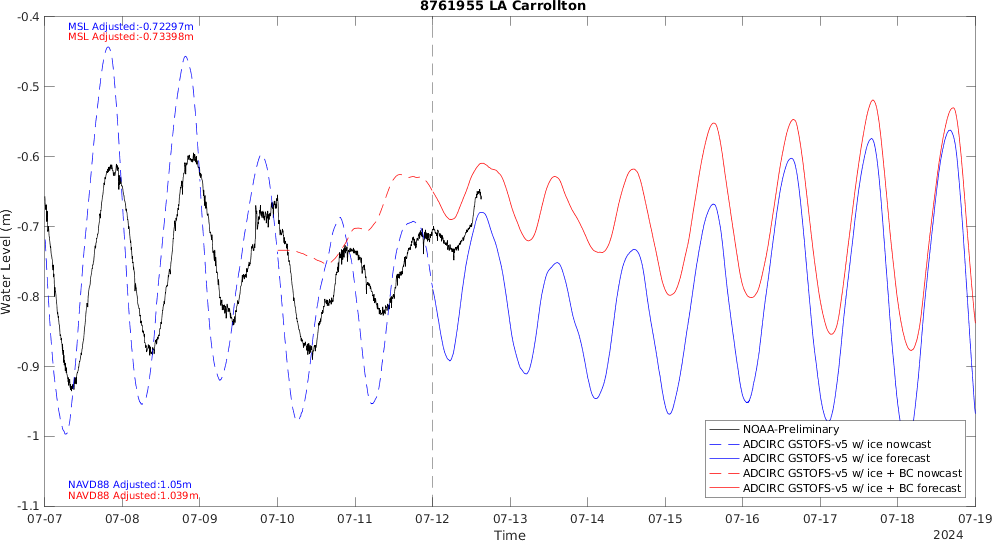 8761955 LA Carrollton
MSL Adjusted:-0.72297m
MSL Adjusted:-0.73398m
Water Level (m)
-0.4
-0.5
-0.6
-0.7
-0.8
-0.9
-1
-1.1
NOAA-Preliminary
ADCIRC GSTOFS-v5 w/ ice nowcast
ADCIRC GSTOFS-v5 w/ ice forecast
ADCIRC GSTOFS-v5 w/ ice + BC nowcast
ADCIRC GSTOFS-v5 w/ ice + BC forecast
NAVD88 Adjusted:1.05m
NAVD88 Adjusted:1.039m
07-07 07-08 07-09 07-10 07-11 07-12 07-13 07-14 07-15 07-16 07-17 07-18 07-19
Time
2024